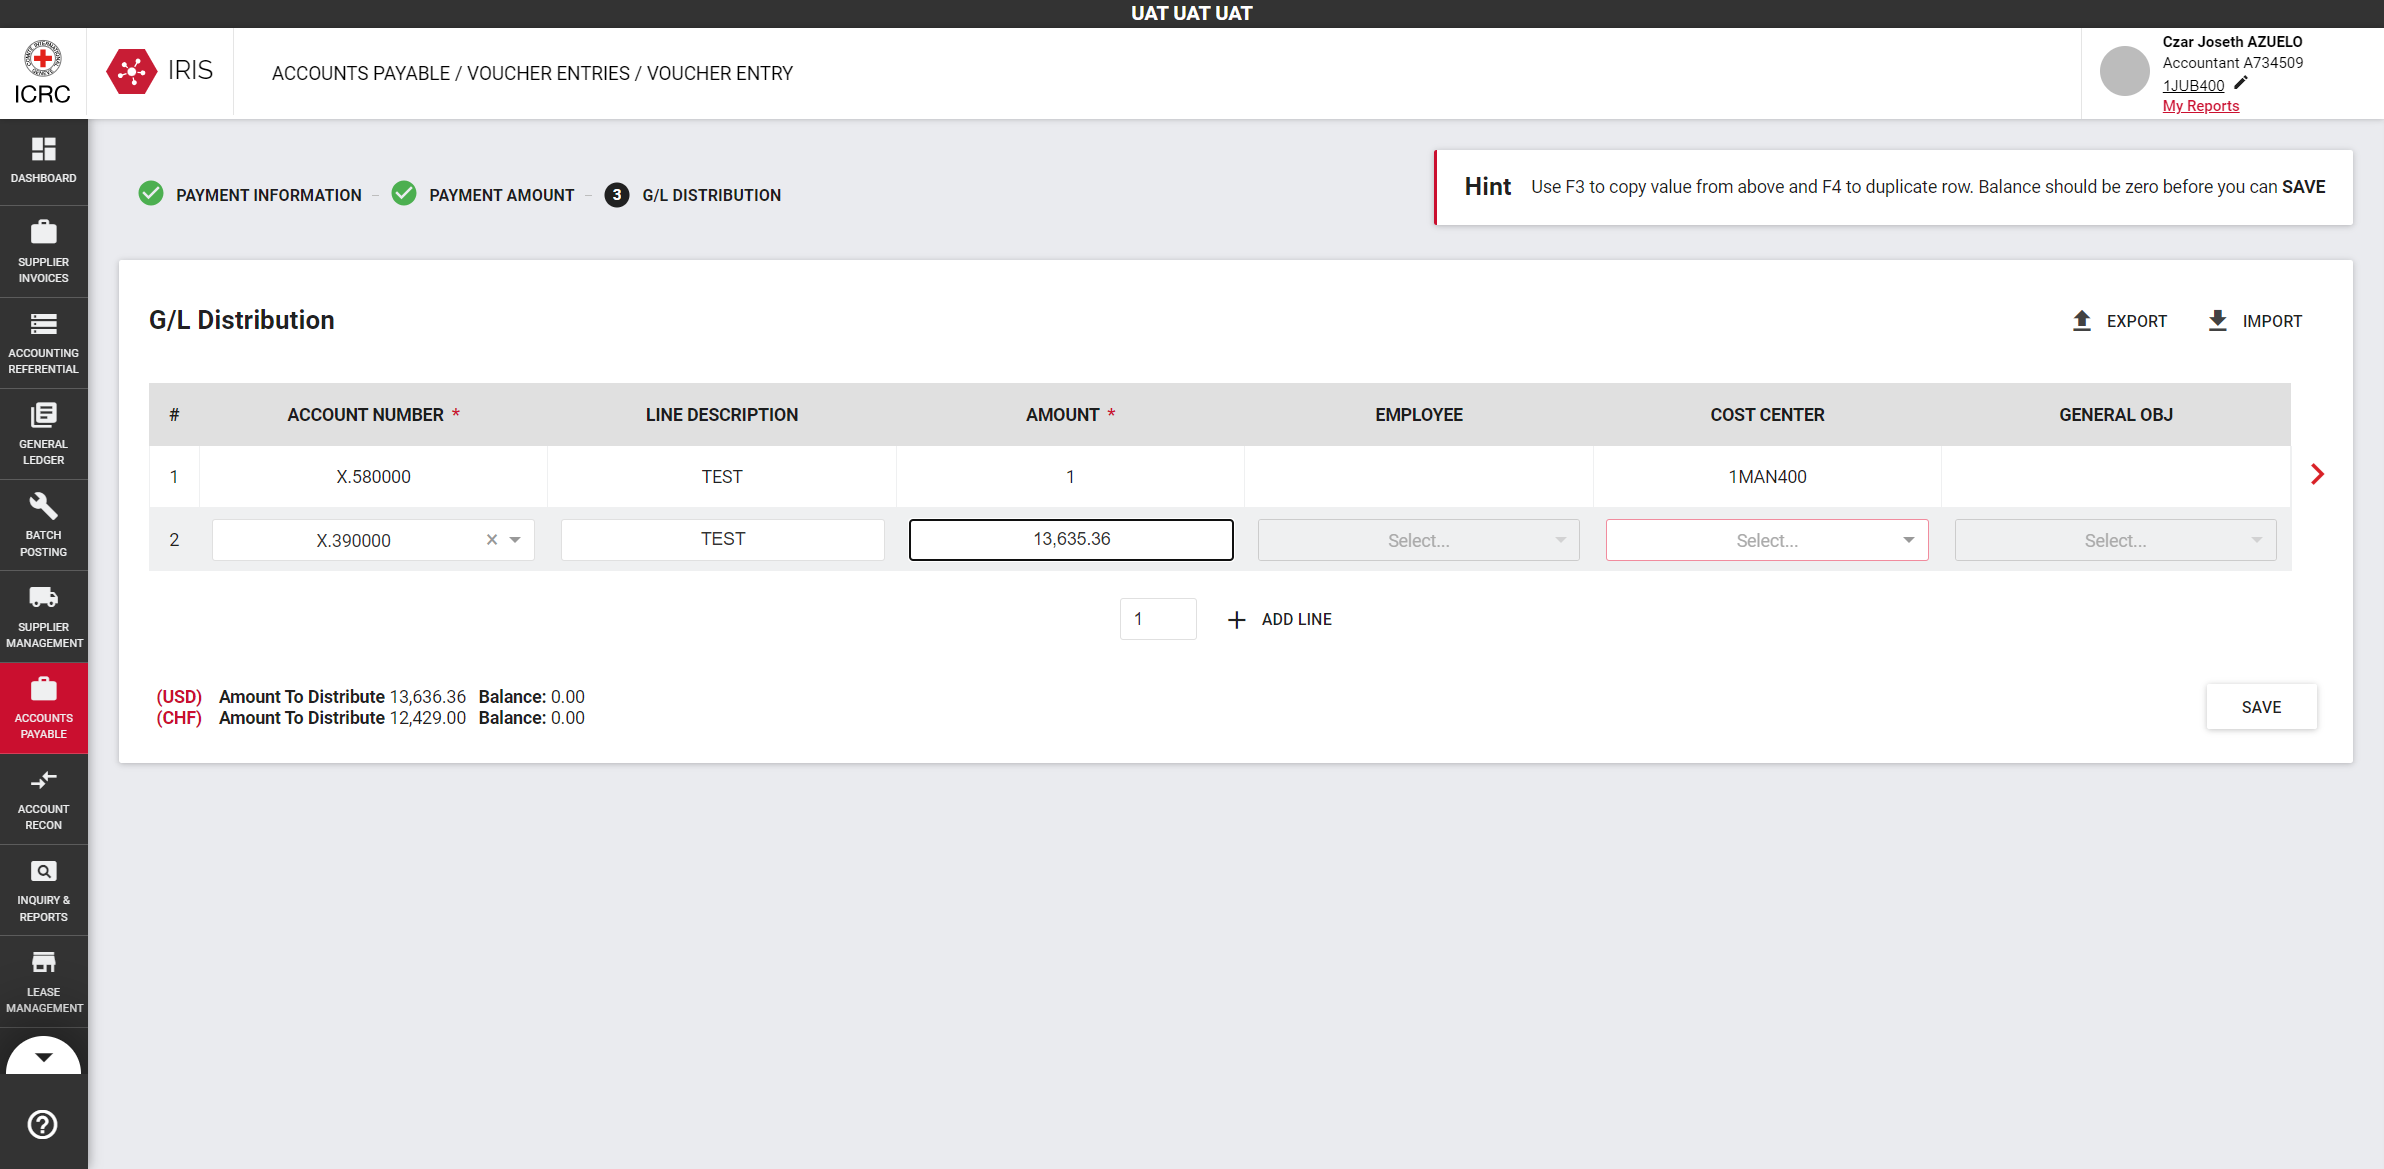 UAT UAT UAT
ICRC
IRIS
ACCOUNTS PAYABLE / VOUCHER ENTRIES / VOUCHER ENTRY
Czar Joseth AZUELO
Accountant A734509
1JUB400
My Reports
DASHBOARD
SUPPLIER
INVOICES
ACCOUNTING
REFERENTIAL
GENERAL
LEDGER
BATCH
POSTING
SUPPLIER
MANAGEMENT
ACCOUNTS
PAYABLE
ACCOUNT
RECON
INQUIRY &
REPORTS
LEASE
MANAGEMENT
PAYMENT INFORMATION – PAYMENT AMOUNT – 3 G/L DISTRIBUTION
Hint Use F3 to copy value from above and F4 to duplicate row. Balance should be zero before you can SAVE
G/L Distribution
EXPORT IMPORT
# ACCOUNT NUMBER * LINE DESCRIPTION AMOUNT * EMPLOYEE COST CENTER GENERAL OBJ
1 X.580000 TEST 1 1MAN400
2 X.390000 × TEST 13,635.36 Select... Select... Select...
1 + ADD LINE
(USD) Amount To Distribute 13,636.36 Balance: 0.00
(CHF) Amount To Distribute 12,429.00 Balance: 0.00
SAVE